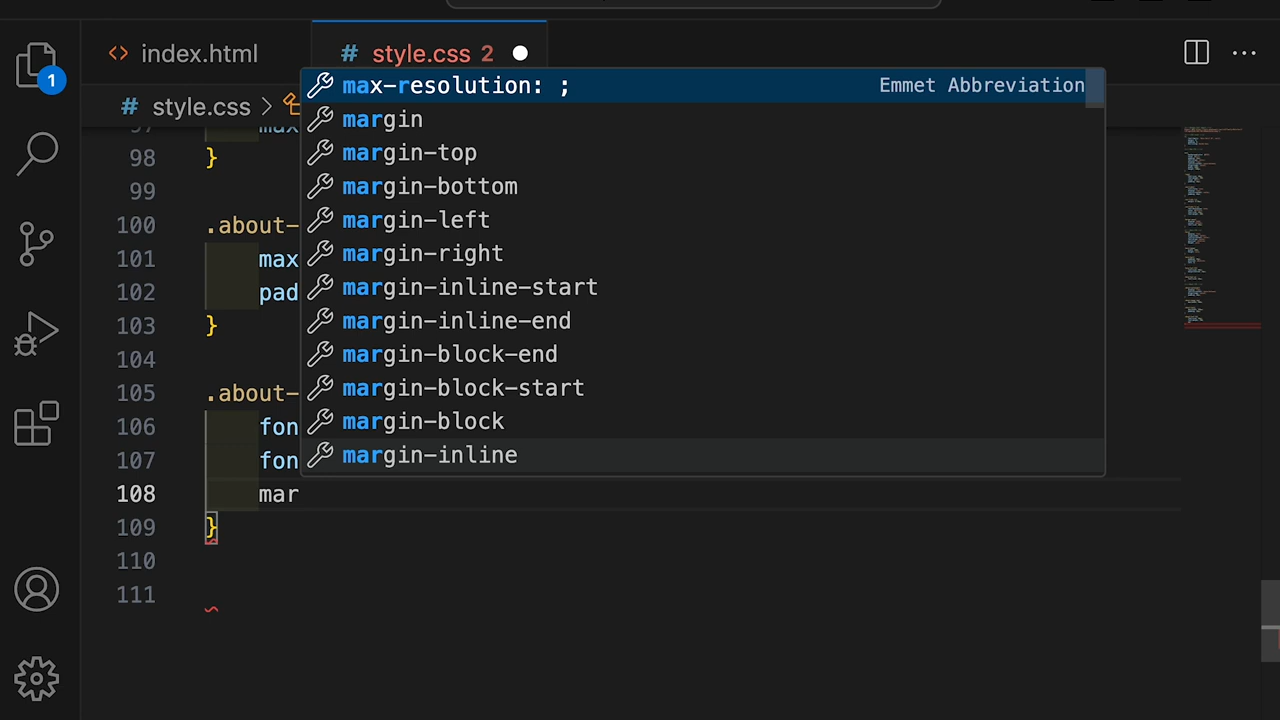 index.html
# style.css 2
1
# style.css >
max-resolution: ; Emmet Abbreviation
margin
margin-top
margin-bottom
margin-left
margin-right
margin-inline-start
margin-inline-end
margin-block-end
margin-block-start
margin-block
margin-inline
97 max
98 }
99
100 .about-
101 max
102 pad
103 }
104
105 .about-
106 fon
107 fon
108 mar
109 }
110
111